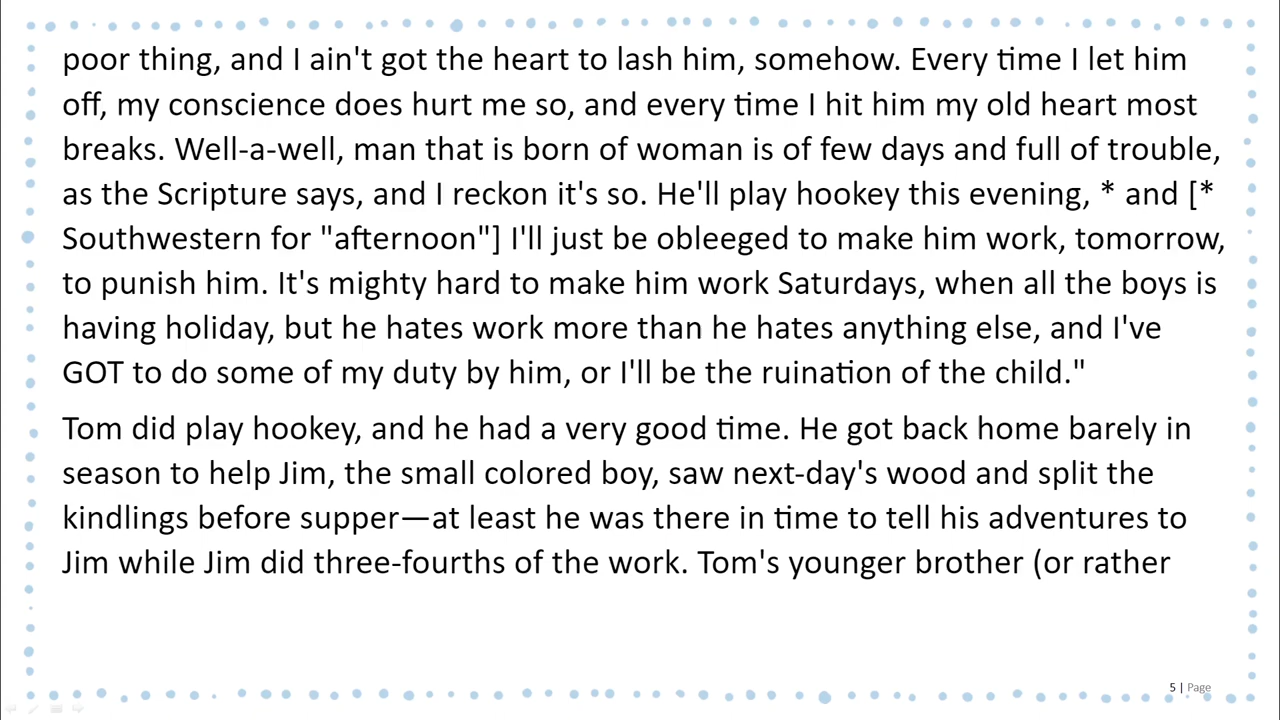 poor thing, and I ain't got the heart to lash him, somehow. Every time I let him
off, my conscience does hurt me so, and every time I hit him my old heart most
breaks. Well-a-well, man that is born of woman is of few days and full of trouble,
as the Scripture says, and I reckon it's so. He'll play hookey this evening, * and [*
Southwestern for "afternoon"] I'll just be obleeged to make him work, tomorrow,
to punish him. It's mighty hard to make him work Saturdays, when all the boys is
having holiday, but he hates work more than he hates anything else, and I've
GOT to do some of my duty by him, or I'll be the ruination of the child."
Tom did play hookey, and he had a very good time. He got back home barely in
season to help Jim, the small colored boy, saw next-day's wood and split the
kindlings before supper—at least he was there in time to tell his adventures to
Jim while Jim did three-fourths of the work. Tom's younger brother (or rather
5 | Page